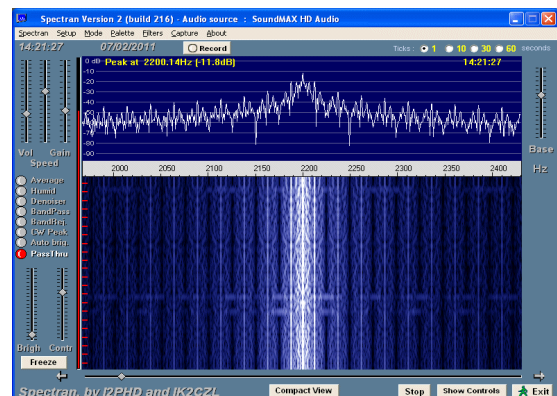 Spectran Version 2 (build 216) - Audio source : SoundMAX HD Audio
Spectran Setup Mode Palette Filters Capture About
14:21:27 07/02/2011 Record Ticks : 1 10 30 60 seconds
0 dB Peak at 2200.14Hz [-11.8dB] 14:21:27
-10
-20
-30
-40
-50
-60
-70
-80
-90
Vol Gain
Speed
Base
2000 2050 2100 2150 2200 2250 2300 2350 2400 Hz
Average
Humid
Denoiser
BandPass
BandRej.
CW Peak
Auto brig.
PassThru
Brigh Contr
Freeze
Spectran, by I2PHD and IK2CZL Compact View Stop Show Controls Exit